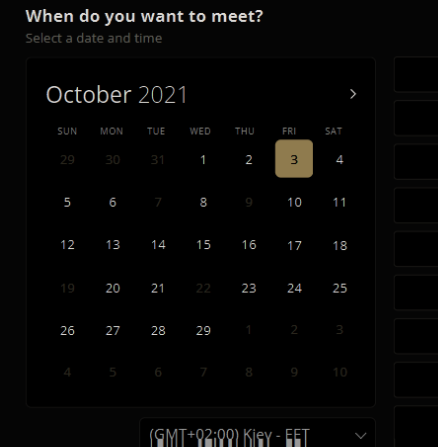 When do you want to meet?
Select a date and time
October 2021 >
SUN MON TUE WED THU FRI SAT
29 30 31 1 2 3 4
5 6 7 8 9 10 11
12 13 14 15 16 17 18
19 20 21 22 23 24 25
26 27 28 29 1 2 3
4 5 6 7 8 9 10
(GMT+02:00) Kiev - EET